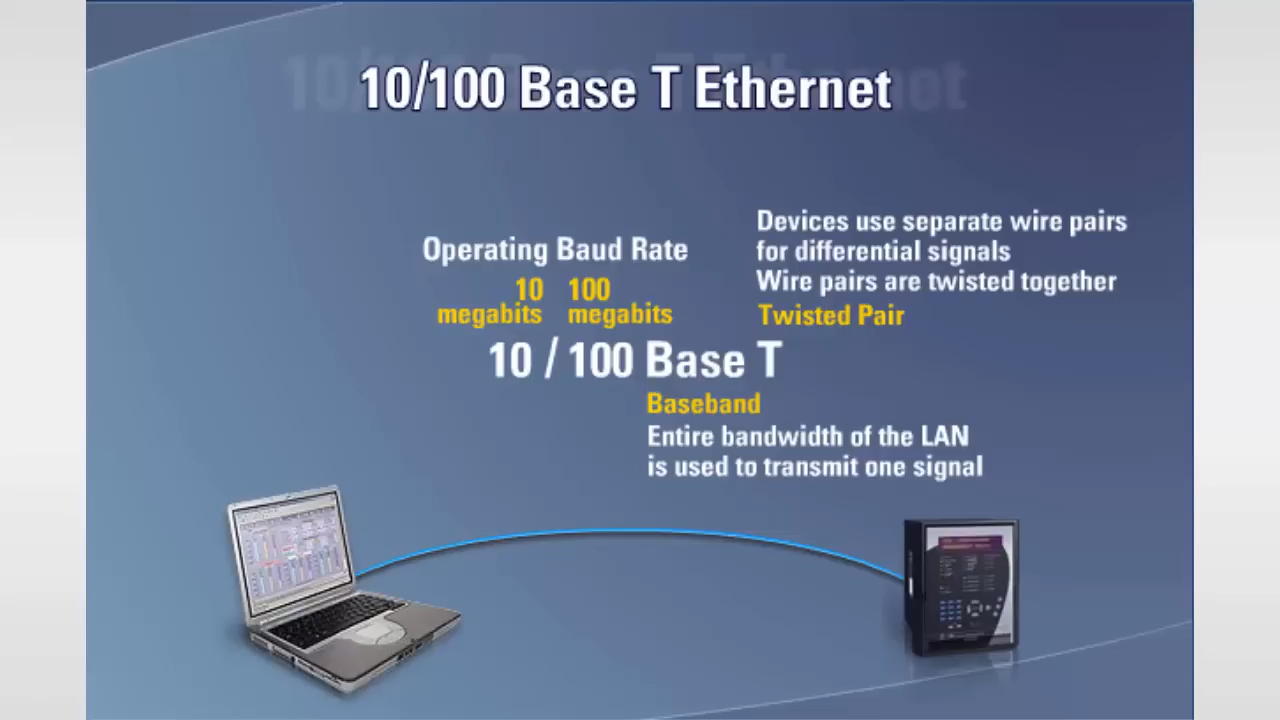 10/100 Base T Ethernet
Operating Baud Rate
10 100
megabits megabits
Devices use separate wire pairs
for differential signals
Wire pairs are twisted together
Twisted Pair
10 / 100 Base T
Baseband
Entire bandwidth of the LAN
is used to transmit one signal